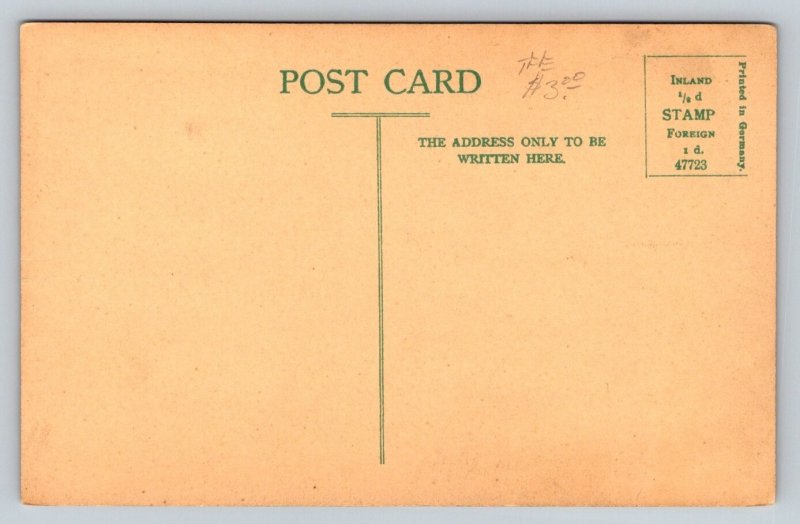 POST CARD
$3.00
THE ADDRESS ONLY TO BE
WRITTEN HERE.
INLAND
1/2 d
STAMP
FOREIGN
1 d.
47723
Printed in Germany.